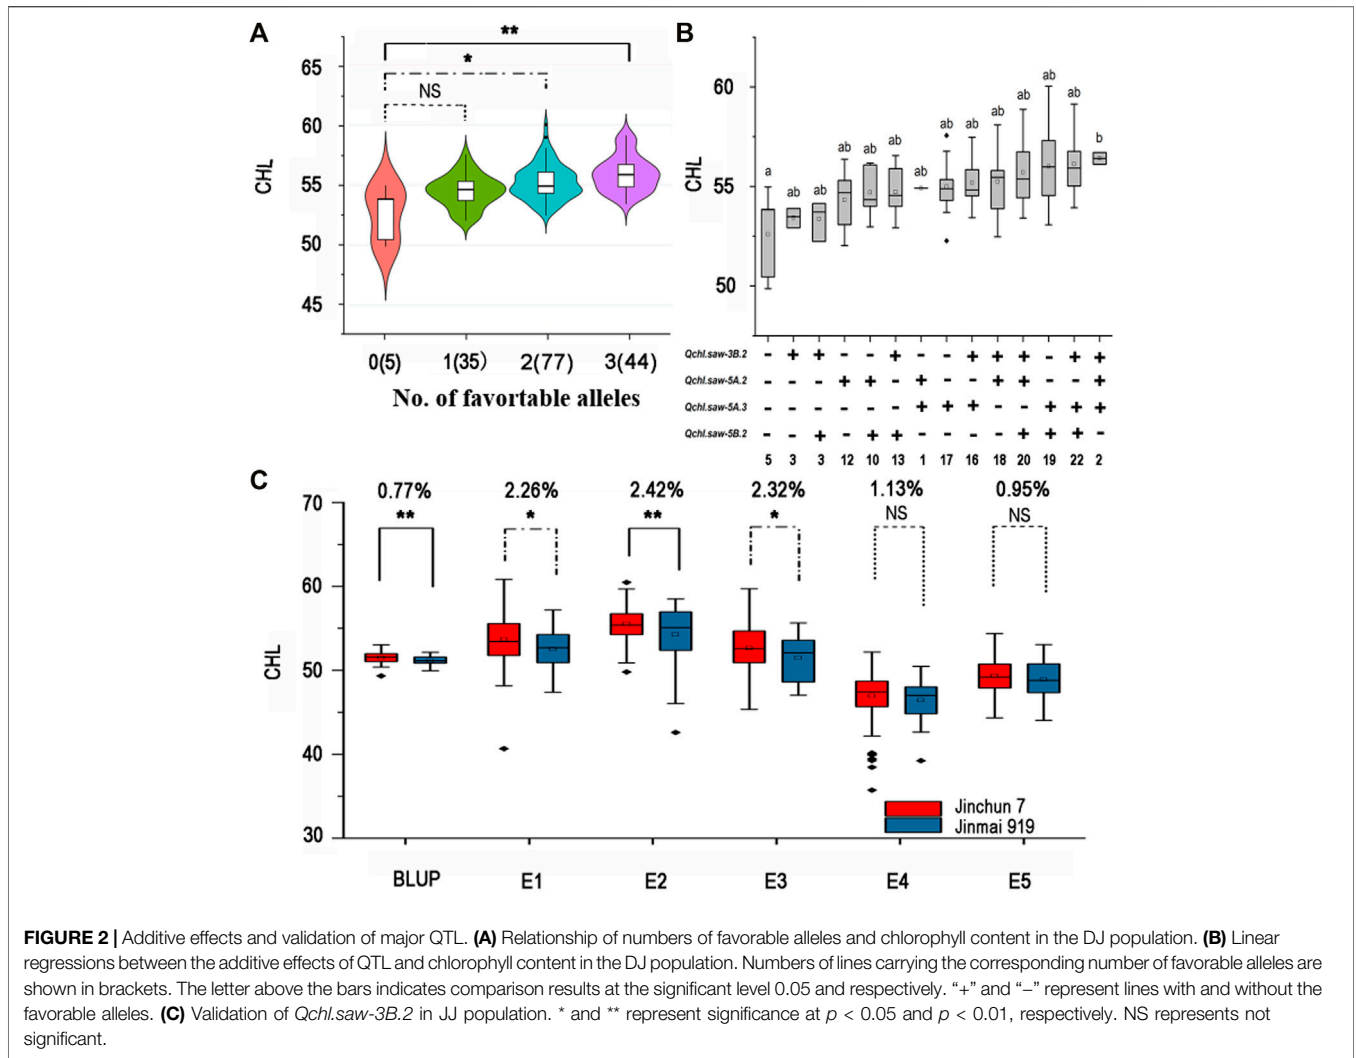 A
CHL
65
60
55
50
45
**
*
NS
0(5) 1(35) 2(77) 3(44)
No. of favortable alleles
B
CHL
60
55
50
a ab ab ab ab ab ab ab ab ab ab ab ab b
Qchl.saw-3B.2 - + + - - + - - + + + - + +
Qchl.saw-5A.2 - - - + + - + - - + + - - +
Qchl.saw-5A.3 - - - - - - + + + - - + + +
Qchl.saw-5B.2 - - + - + + - - - - + + + -
5 3 3 12 10 13 1 17 16 18 20 19 22 2
C
CHL
70
60
50
40
30
0.77% 2.26% 2.42% 2.32% 1.13% 0.95%
** * ** * NS NS
Jinchun 7
Jinmai 919
BLUP E1 E2 E3 E4 E5
FIGURE 2 | Additive effects and validation of major QTL. (A) Relationship of numbers of favorable alleles and chlorophyll content in the DJ population. (B) Linear
regressions between the additive effects of QTL and chlorophyll content in the DJ population. Numbers of lines carrying the corresponding number of favorable alleles are
shown in brackets. The letter above the bars indicates comparison results at the significant level 0.05 and respectively. “+” and “−” represent lines with and without the
favorable alleles. (C) Validation of Qchl.saw-3B.2 in JJ population. * and ** represent significance at p < 0.05 and p < 0.01, respectively. NS represents not
significant.